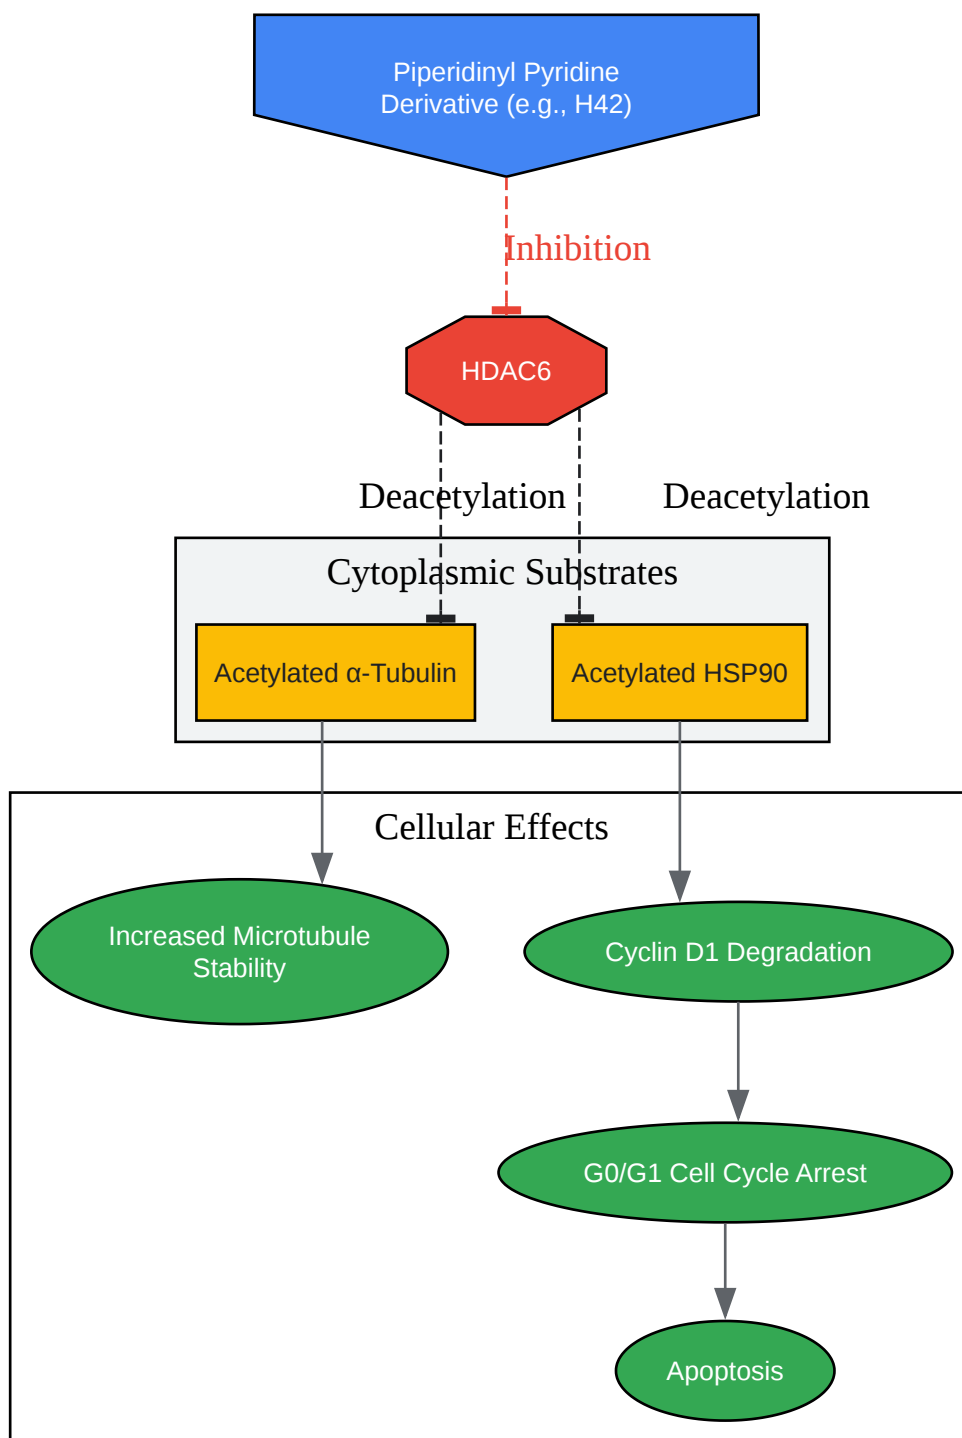 Piperidinyl Pyridine
Derivative (e.g., H42)
Inhibition
HDAC6
Deacetylation
Deacetylation
Cytoplasmic Substrates
Acetylated α-Tubulin
Acetylated HSP90
Cellular Effects
Increased Microtubule
Stability
Cyclin D1 Degradation
G0/G1 Cell Cycle Arrest
Apoptosis